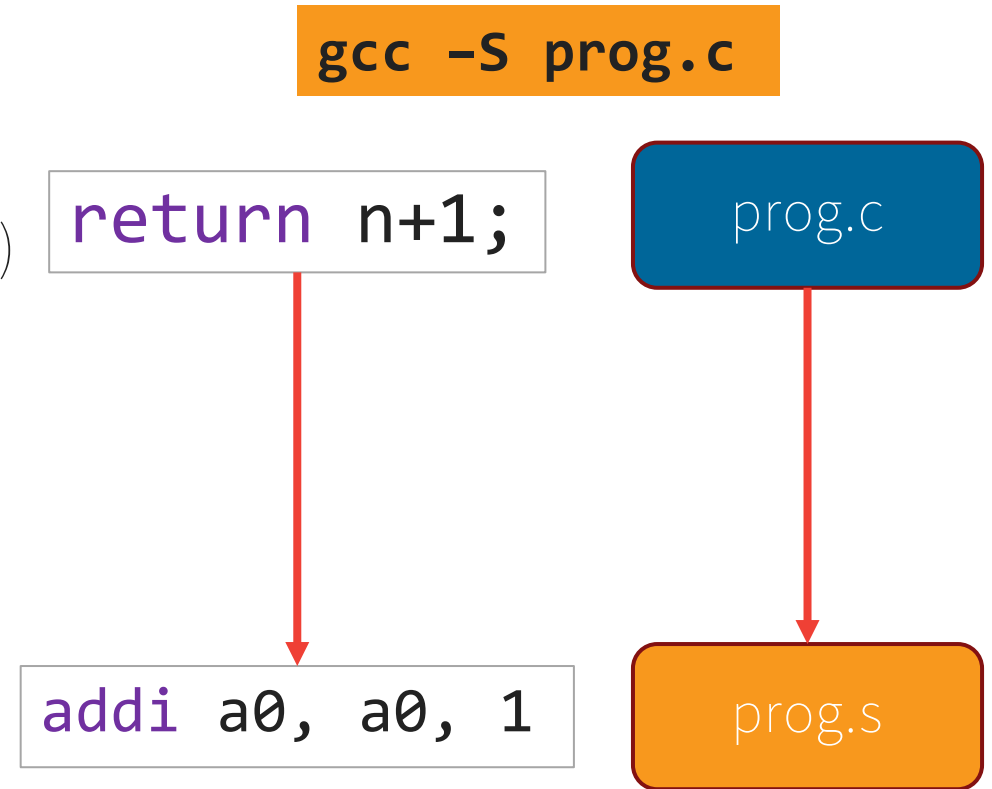 gcc –S prog.c
return n+1;
prog.c
)
addi a0, a0, 1
prog.s